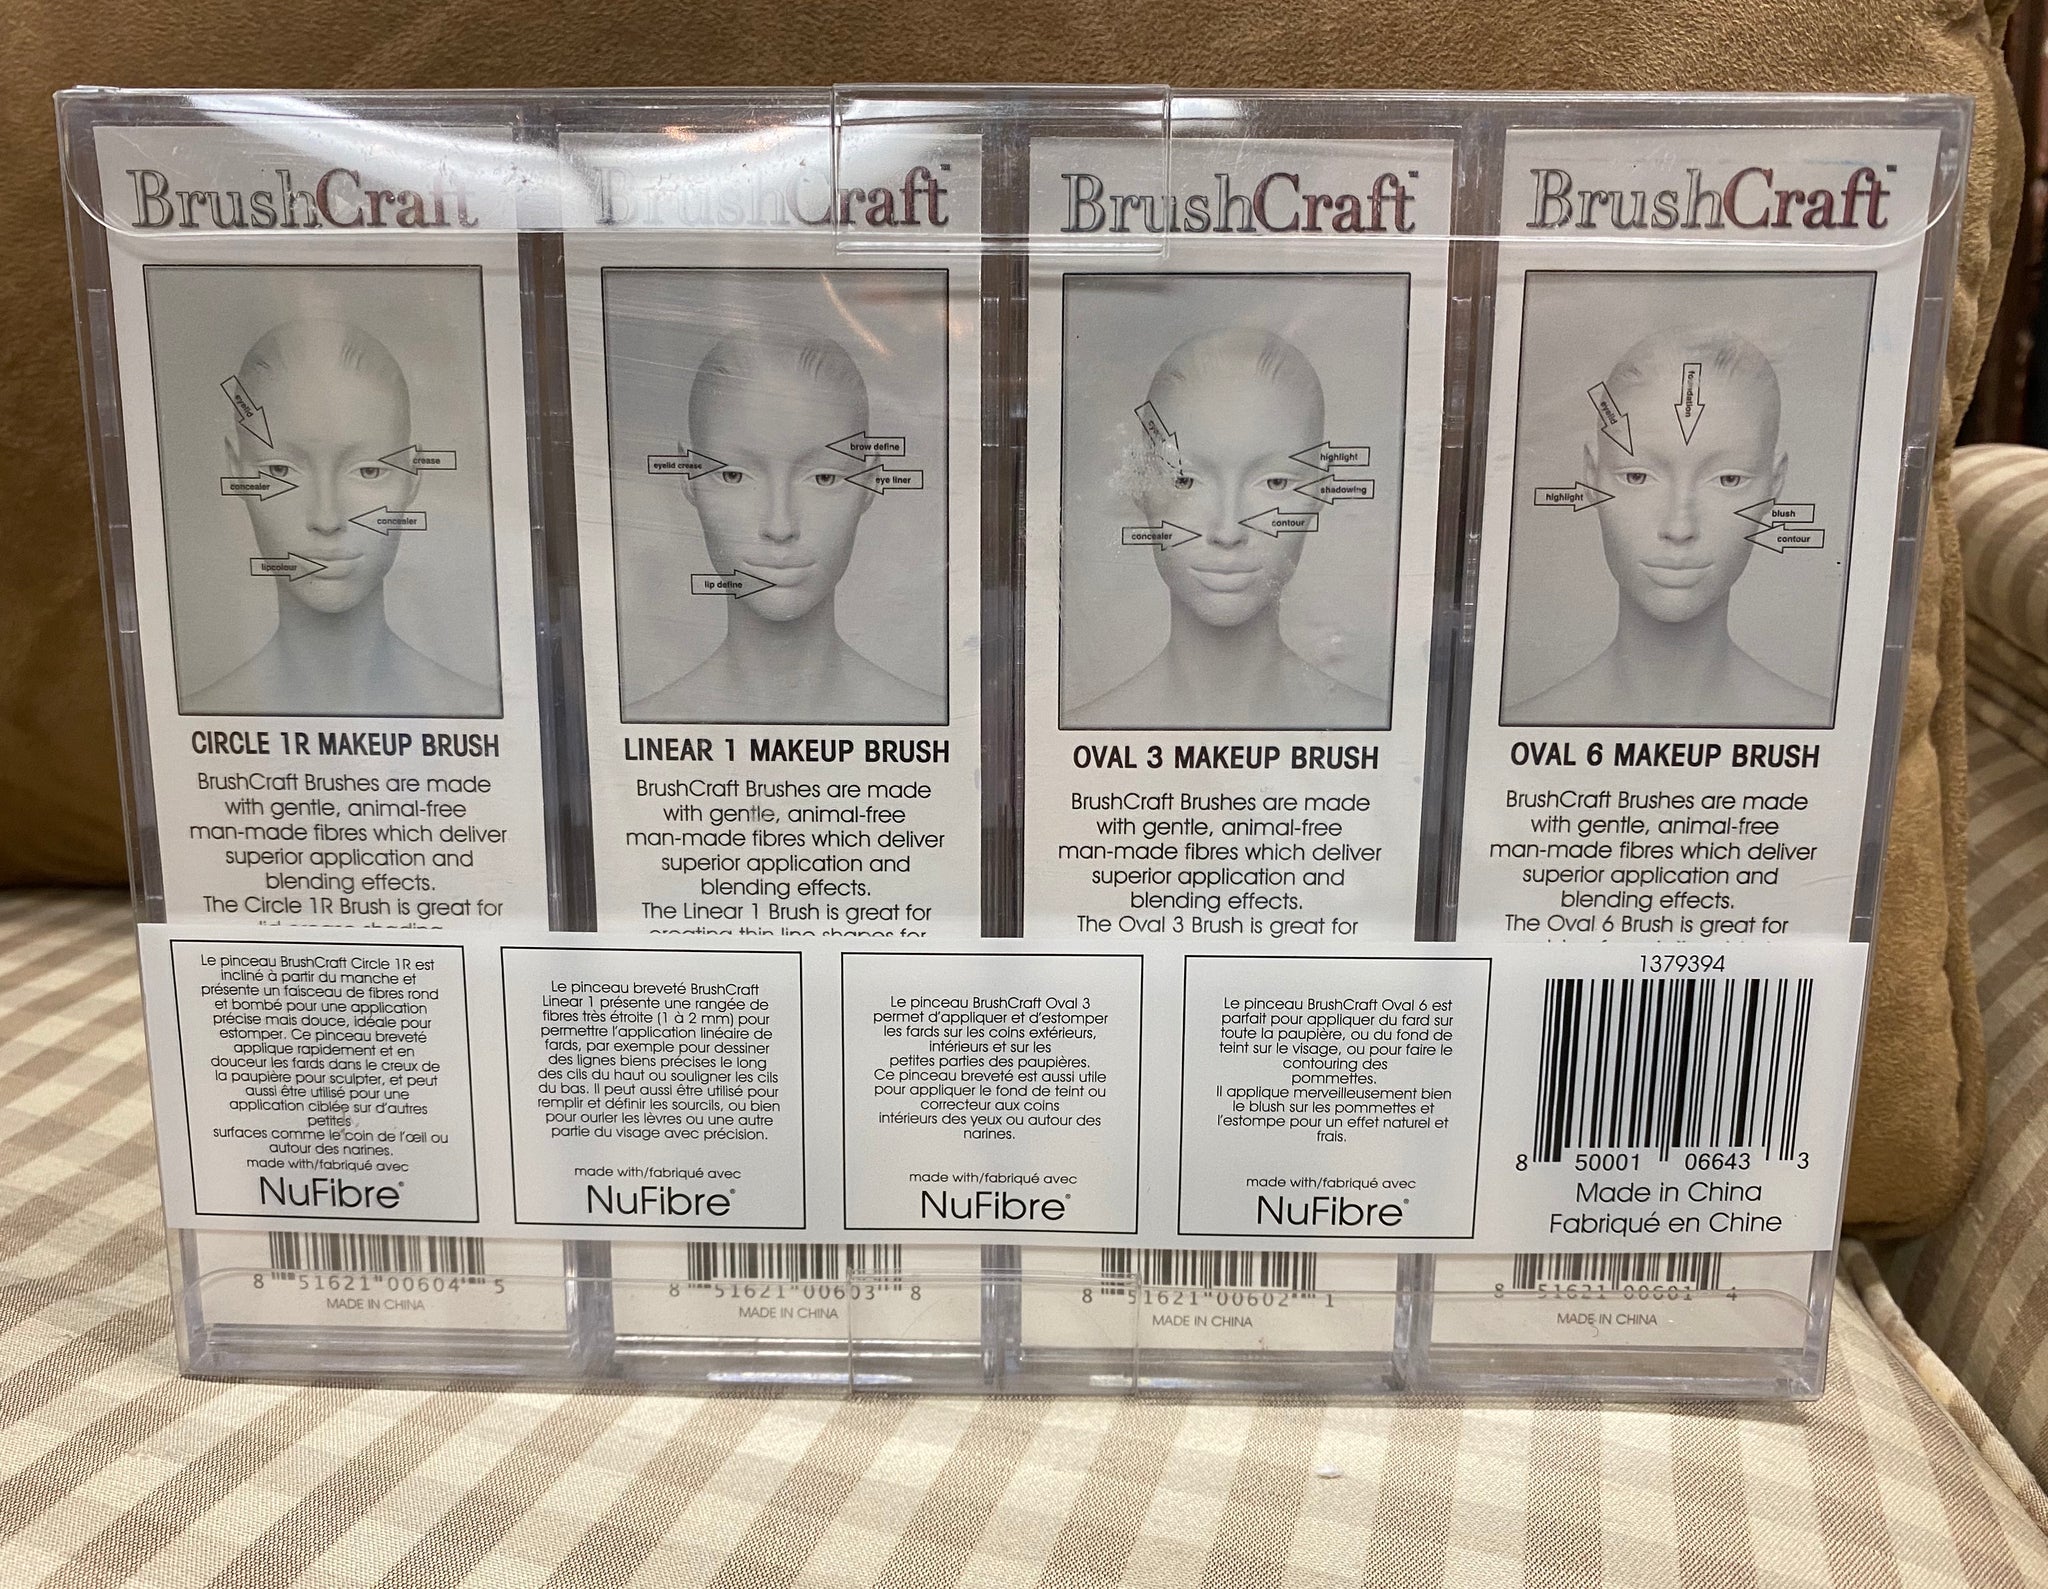 BrushCraft
eyelid
crease
concealer
concealer
lipcolour
CIRCLE 1R MAKEUP BRUSH
BrushCraft Brushes are made
with gentle, animal-free
man-made fibres which deliver
superior application and
blending effects.
The Circle 1R Brush is great for
Le pinceau BrushCraft Circle 1R est
incliné à partir du manche et
présente un faisceau de fibres rond
et bombé pour une application
précise mais douce, idéale pour
estomper. Ce pinceau breveté
applique rapidement et en
douceur les fards dans le creux de
la paupière pour sculpter, et peut
aussi être utilisé pour une
application ciblée sur d'autres
petites
surfaces comme le coin de l'œil ou
autour des narines.
made with/fabriqué avec
NuFibre®
8 51621 00604 5
MADE IN CHINA
BrushCraft™
brow define
eyelid crease
eye liner
lip define
LINEAR 1 MAKEUP BRUSH
BrushCraft Brushes are made
with gentle, animal-free
man-made fibres which deliver
superior application and
blending effects.
The Linear 1 Brush is great for
creating thin line shapes for
Le pinceau breveté BrushCraft
Linear 1 présente une rangée de
fibres très étroite (1 à 2 mm) pour
permettre l'application linéaire de
fards, par exemple pour dessiner
des lignes biens précises le long
des cils du haut ou souligner les cils
du bas. Il peut aussi être utilisé pour
remplir et définir les sourcils, ou bien
pour ourler les lèvres ou une autre
partie du visage avec précision.
made with/fabriqué avec
NuFibre®
8 51621 00603 8
MADE IN CHINA
BrushCraft™
highlight
shadowing
contour
concealer
OVAL 3 MAKEUP BRUSH
BrushCraft Brushes are made
with gentle, animal-free
man-made fibres which deliver
superior application and
blending effects.
The Oval 3 Brush is great for
Le pinceau BrushCraft Oval 3
permet d'appliquer et d'estomper
les fards sur les coins extérieurs,
intérieurs et sur les
petites parties des paupières.
Ce pinceau breveté est aussi utile
pour appliquer le fond de teint ou
correcteur aux coins
intérieurs des yeux ou autour des
narines.
made with/fabriqué avec
NuFibre®
8 51621 00602 1
MADE IN CHINA
BrushCraft™
foundation
eyelid
highlight
blush
contour
OVAL 6 MAKEUP BRUSH
BrushCraft Brushes are made
with gentle, animal-free
man-made fibres which deliver
superior application and
blending effects.
The Oval 6 Brush is great for
Le pinceau BrushCraft Oval 6 est
parfait pour appliquer du fard sur
toute la paupière, ou du fond de
teint sur le visage, ou pour faire le
contouring des
pommettes.
Il applique merveilleusement bien
le blush sur les pommettes et
l'estompe pour un effet naturel et
frais.
made with/fabriqué avec
NuFibre®
8 51621 00601 4
MADE IN CHINA
1379394
8 50001 06643 3
Made in China
Fabriqué en Chine